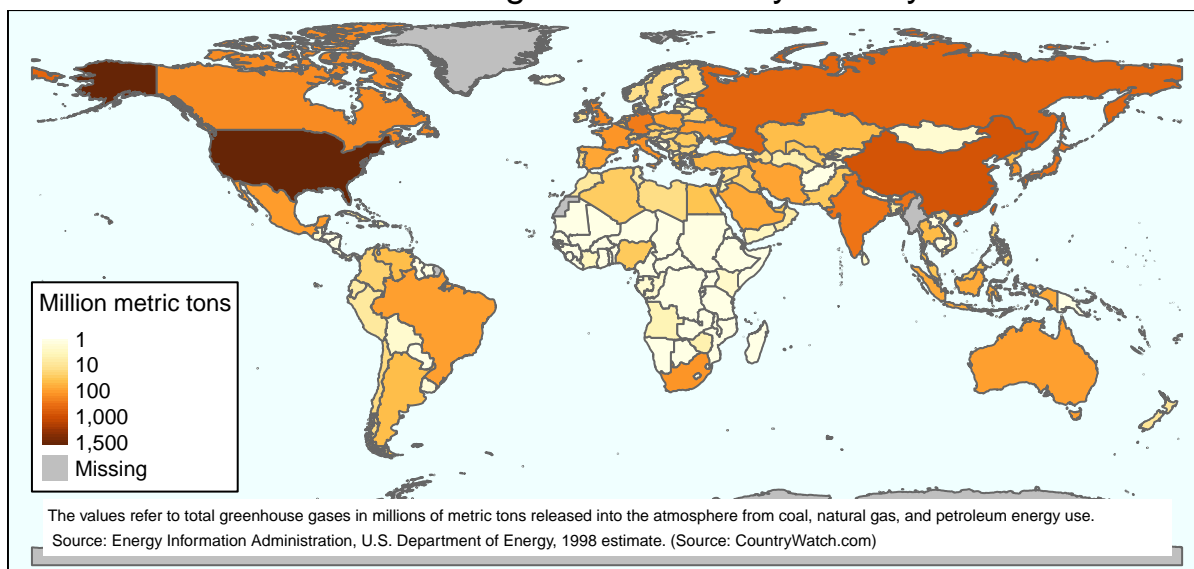 Million metric tons
1
10
100
1,000
1,500
Missing
The values refer to total greenhouse gases in millions of metric tons released into the atmosphere from coal, natural gas, and petroleum energy use.
Source: Energy Information Administration, U.S. Department of Energy, 1998 estimate. (Source: CountryWatch.com)